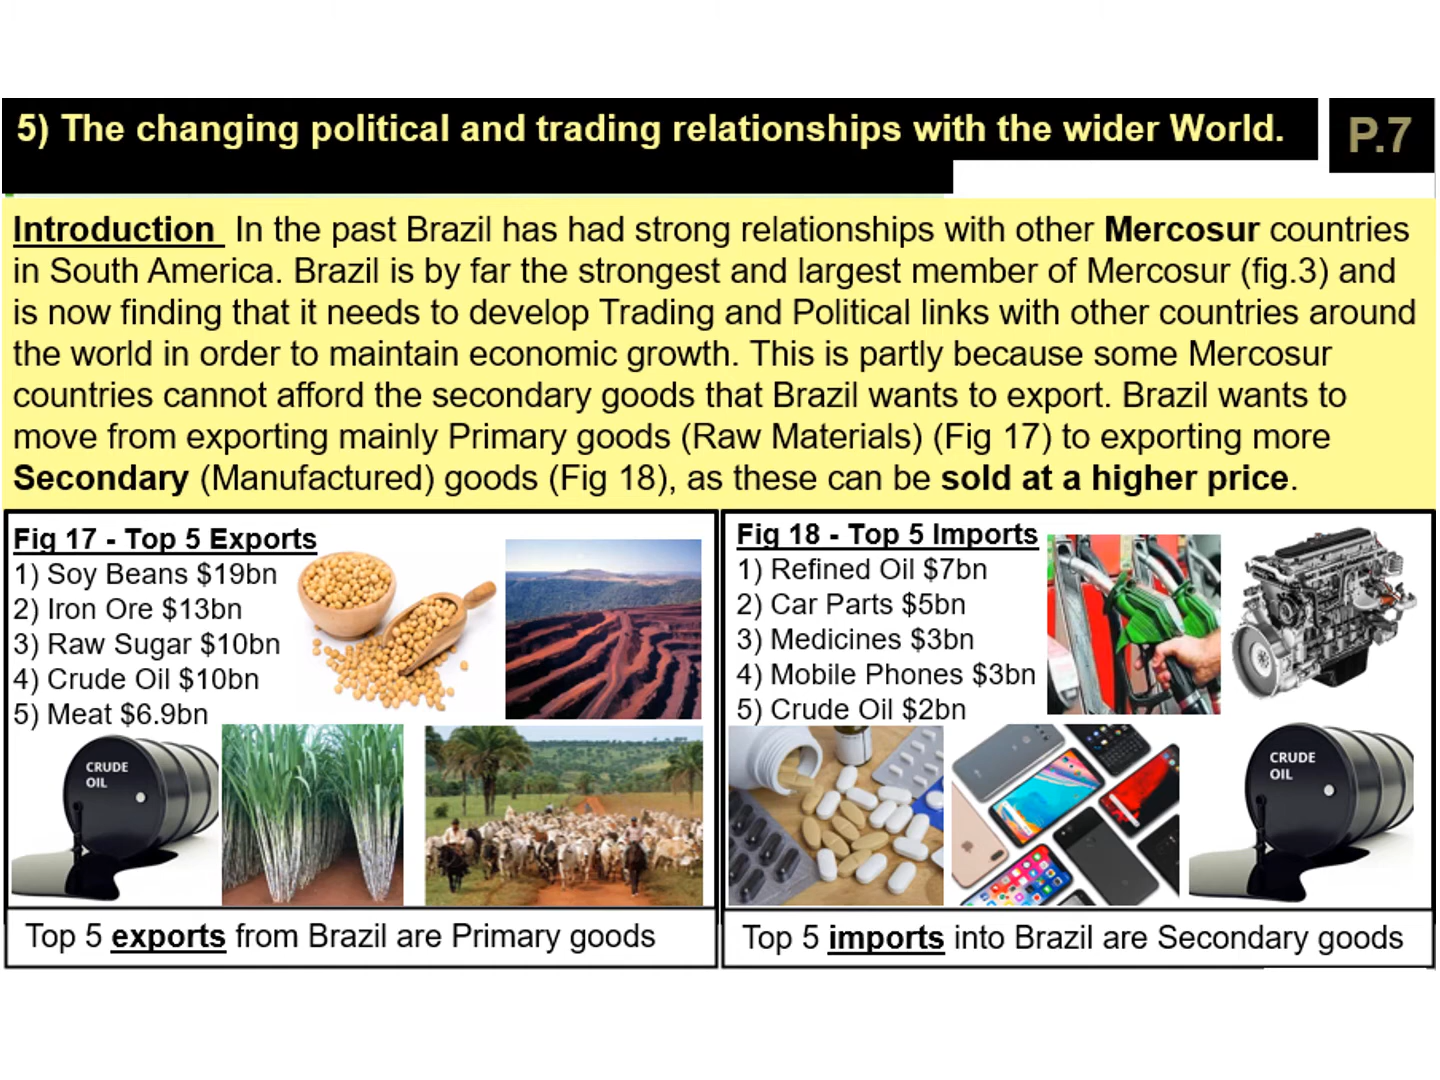 5) The changing political and trading relationships with the wider World.
P.7
Introduction In the past Brazil has had strong relationships with other Mercosur countries
in South America. Brazil is by far the strongest and largest member of Mercosur (fig.3) and
is now finding that it needs to develop Trading and Political links with other countries around
the world in order to maintain economic growth. This is partly because some Mercosur
countries cannot afford the secondary goods that Brazil wants to export. Brazil wants to
move from exporting mainly Primary goods (Raw Materials) (Fig 17) to exporting more
Secondary (Manufactured) goods (Fig 18), as these can be sold at a higher price.
Fig 17 - Top 5 Exports
1) Soy Beans $19bn
2) Iron Ore $13bn
3) Raw Sugar $10bn
4) Crude Oil $10bn
5) Meat $6.9bn
CRUDE
OIL
Top 5 exports from Brazil are Primary goods
Fig 18 - Top 5 Imports
1) Refined Oil $7bn
2) Car Parts $5bn
3) Medicines $3bn
4) Mobile Phones $3bn
5) Crude Oil $2bn
CRUDE
OIL
Top 5 imports into Brazil are Secondary goods